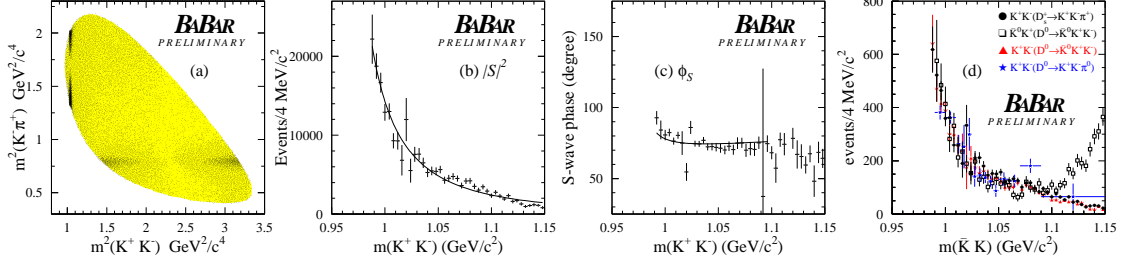 m²(K⁻π⁺) GeV²/c⁴
2
1.5
1
0.5
1 1.5 2 2.5 3 3.5
m²(K⁺ K⁻) GeV²/c⁴
BABAR
PRELIMINARY
(a)
Events/4 MeV/c²
20000
10000
0
1 1.05 1.1 1.15
m(K⁺ K⁻) (GeV/c²)
BABAR
PRELIMINARY
(b) |S|²
S-wave phase (degree)
150
100
50
0.95 1 1.05 1.1 1.15
m(K⁺ K⁻) (GeV/c²)
BABAR
PRELIMINARY
(c) ϕS
events/4 MeV/c²
800
600
400
200
0
0.95 1 1.05 1.1 1.15
m(K̄ K) (GeV/c²)
K⁺K⁻(Dₛ⁺→K⁺K⁻π⁺)
K̄⁰K⁺(D⁰→K̄⁰K⁺K⁻)
K⁺K⁻(D⁰→K̄⁰K⁺K⁻)
K⁺K⁻(D⁰→K⁺K⁻π⁰)
(d)
BABAR
PRELIMINARY